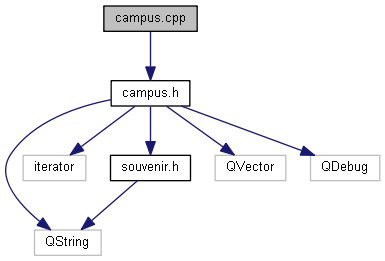 campus.cpp
campus.h
iterator
souvenir.h
QVector
QDebug
QString